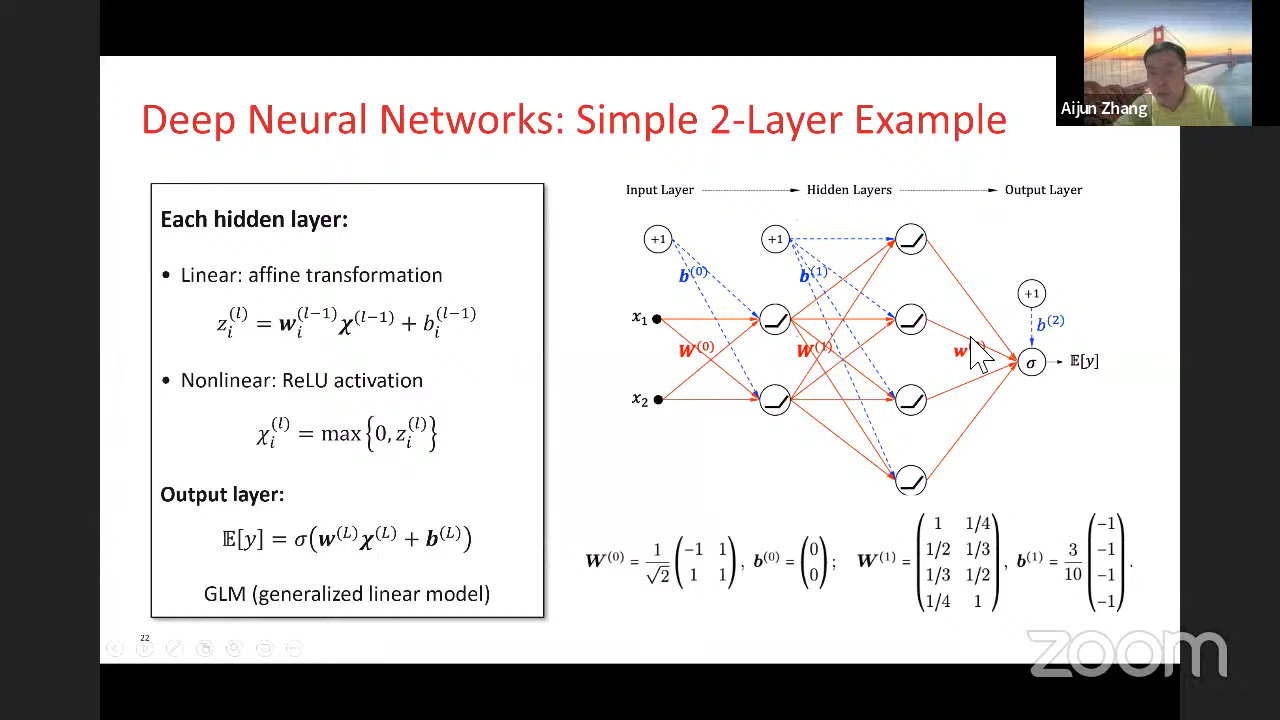 Aijun Zhang
Deep Neural Networks: Simple 2-Layer Example
Each hidden layer:
• Linear: affine transformation
z_i^(l) = w_i^(l−1) χ^(l−1) + b_i^(l−1)
• Nonlinear: ReLU activation
χ_i^(l) = max{0, z_i^(l)}
Output layer:
𝔼[y] = σ(w^(L) χ^(L) + b^(L))
GLM (generalized linear model)
Input Layer Hidden Layers Output Layer
+1 +1
b^(0) b^(1)
+1
x₁
b^(2)
W^(0) W^(1) w
σ 𝔼[y]
x₂
W^(0) = 1/√2 (−1 1; 1 1), b^(0) = (0; 0); W^(1) = (1 1/4; 1/2 1/3; 1/3 1/2; 1/4 1), b^(1) = 3/10 (−1; −1; −1; −1).
22
zoom